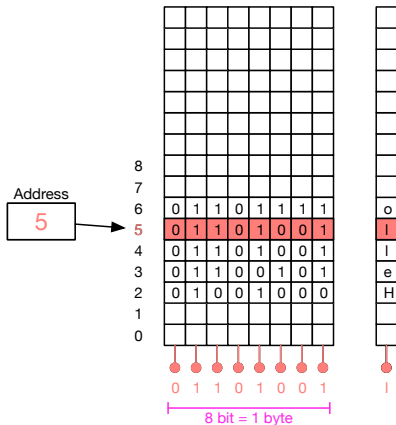 8
7
Address
6 0 1 1 0 1 1 1 1 o
5
5 0 1 1 0 1 0 0 1 l
4 0 1 1 0 1 0 0 1 l
3 0 1 1 0 0 1 0 1 e
2 0 1 0 0 1 0 0 0 H
1
0
0 1 1 0 1 0 0 1 l
8 bit = 1 byte